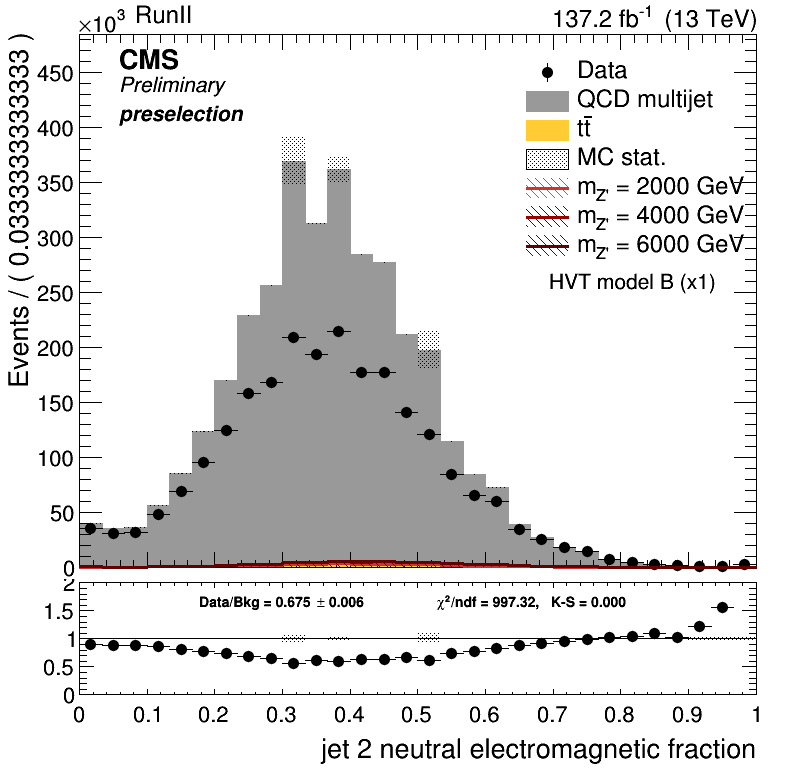 ×10³ RunII 137.2 fb⁻¹ (13 TeV)
CMS
Preliminary
preselection
Data
QCD multijet
tt̄
MC stat.
m_Z' = 2000 GeV
m_Z' = 4000 GeV
m_Z' = 6000 GeV
HVT model B (x1)
Events / ( 0.0333333333333333 )
450
400
350
300
250
200
150
100
50
0
Data/Bkg = 0.675 ± 0.006 χ²/ndf = 997.32, K-S = 0.000
2
1.5
1
0.5
0
0 0.1 0.2 0.3 0.4 0.5 0.6 0.7 0.8 0.9 1
jet 2 neutral electromagnetic fraction